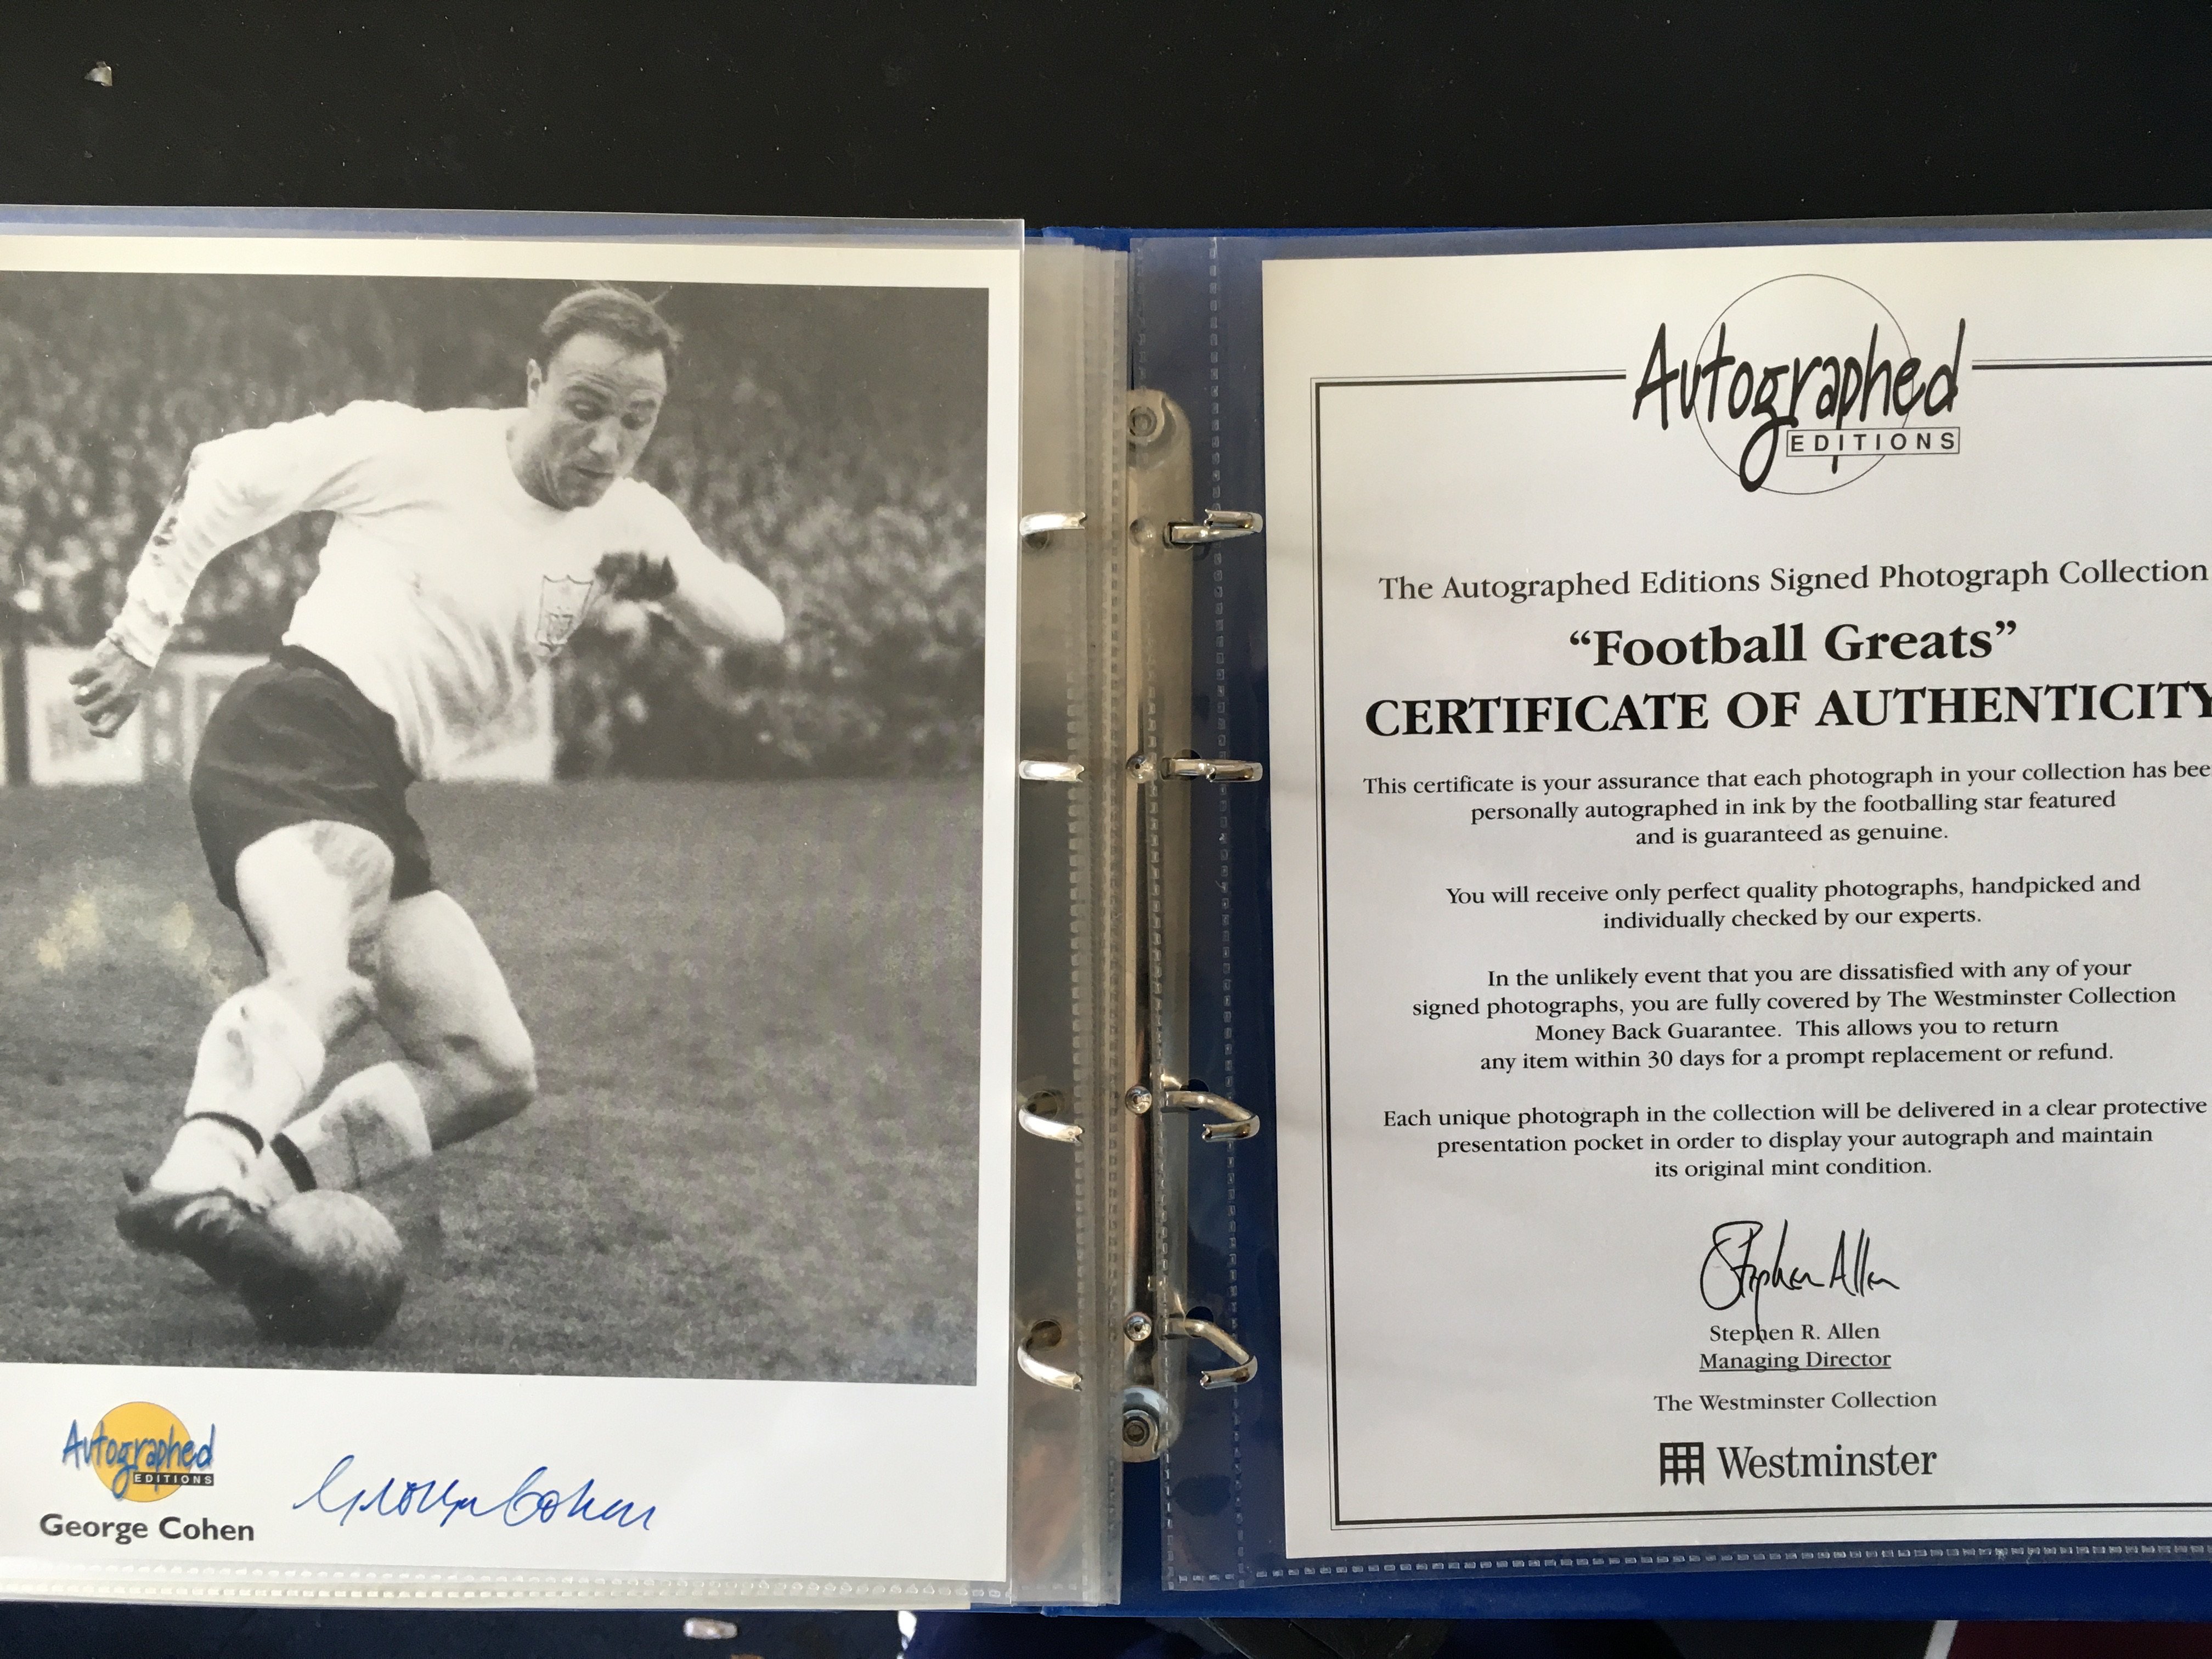 Autographed
EDITIONS
George Cohen
George Cohen
Autographed
EDITIONS
The Autographed Editions Signed Photograph Collection
“Football Greats”
CERTIFICATE OF AUTHENTICITY
This certificate is your assurance that each photograph in your collection has bee
personally autographed in ink by the footballing star featured
and is guaranteed as genuine.
You will receive only perfect quality photographs, handpicked and
individually checked by our experts.
In the unlikely event that you are dissatisfied with any of your
signed photographs, you are fully covered by The Westminster Collection
Money Back Guarantee. This allows you to return
any item within 30 days for a prompt replacement or refund.
Each unique photograph in the collection will be delivered in a clear protective
presentation pocket in order to display your autograph and maintain
its original mint condition.
Stephen Allen
Stephen R. Allen
Managing Director
The Westminster Collection
Westminster